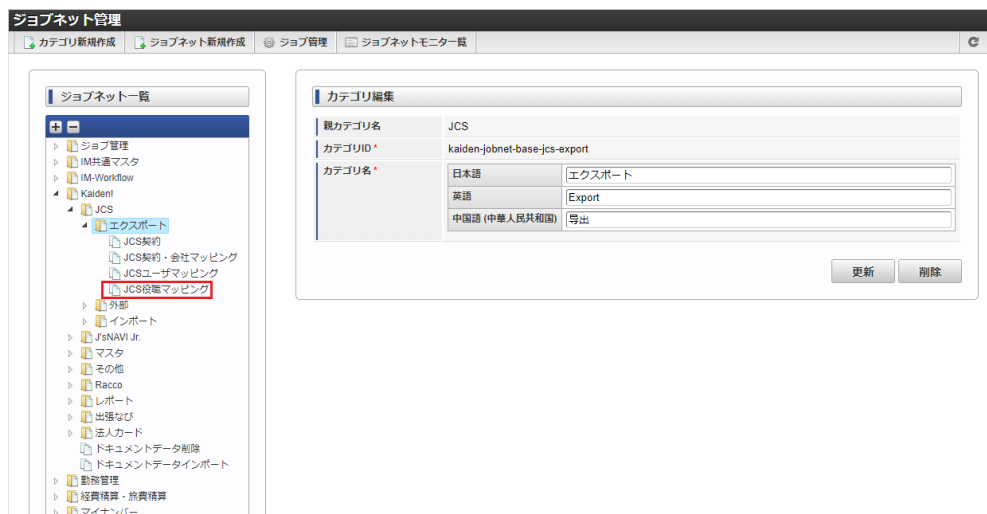 ジョブネット管理
カテゴリ新規作成 ジョブネット新規作成 ジョブ管理 ジョブネットモニター覧
ジョブネット一覧
ジョブ管理
IM共通マスタ
IM-Workflow
Kaiden!
JCS
エクスポート
JCS契約
JCS契約・会社マッピング
JCSユーザマッピング
JCS役職マッピング
外部
インポート
J'sNAVI Jr.
マスタ
その他
Racco
レポート
出張なび
法人カード
ドキュメントデータ削除
ドキュメントデータインポート
勤務管理
経費精算・旅費精算
マイナンバー
カテゴリ編集
親カテゴリ名 JCS
カテゴリID * kaiden-jobnet-base-jcs-export
カテゴリ名 *
日本語 エクスポート
英語 Export
中国語 (中華人民共和国) 导出
更新 削除